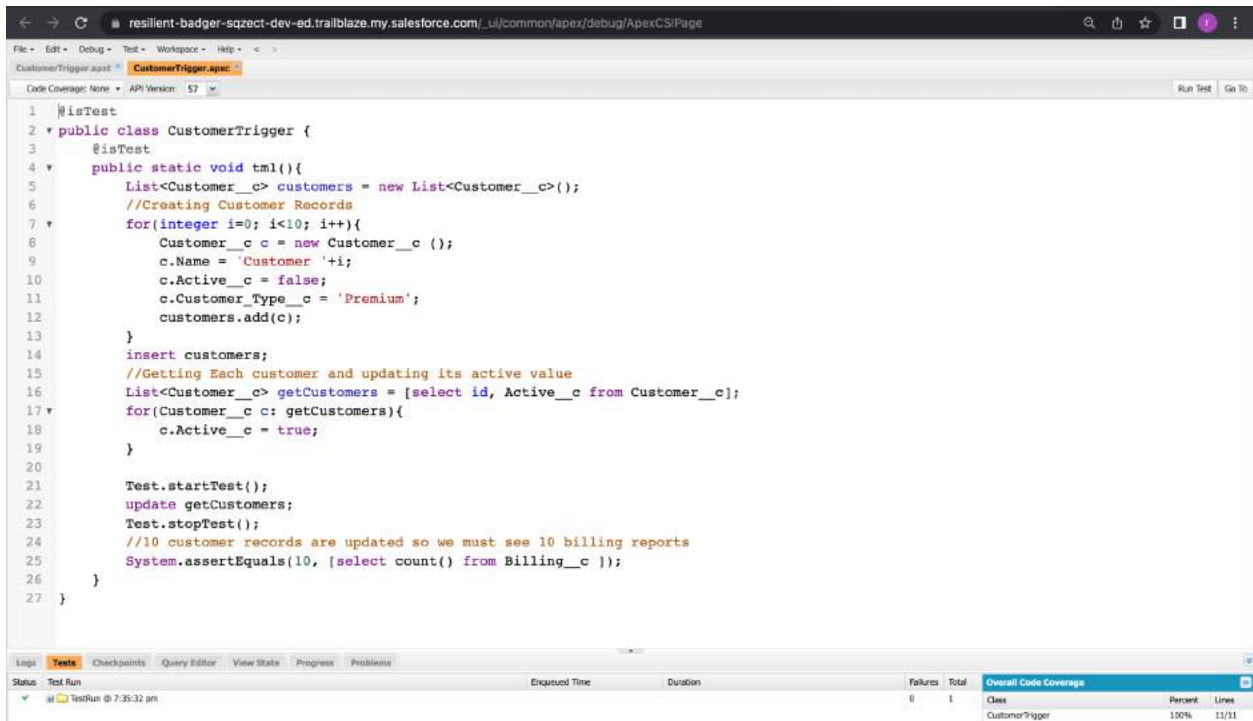 resilient-badger-sqzect-dev-ed.trailblaze.my.salesforce.com/_ui/common/apex/debug/ApexCSIPage
File Edit Debug Test Workspace Help < >
CustomerTrigger.apxt * CustomerTrigger.apxc *
Code Coverage: None API Version: 57 Run Test Go To
1 @isTest
2 public class CustomerTrigger {
3 @isTest
4 public static void tm1(){
5 List<Customer__c> customers = new List<Customer__c>();
6 //Creating Customer Records
7 for(integer i=0; i<10; i++){
8 Customer__c c = new Customer__c ();
9 c.Name = 'Customer '+i;
10 c.Active__c = false;
11 c.Customer_Type__c = 'Premium';
12 customers.add(c);
13 }
14 insert customers;
15 //Getting Each customer and updating its active value
16 List<Customer__c> getCustomers = [select id, Active__c from Customer__c];
17 for(Customer__c c: getCustomers){
18 c.Active__c = true;
19 }
20
21 Test.startTest();
22 update getCustomers;
23 Test.stopTest();
24 //10 customer records are updated so we must see 10 billing reports
25 System.assertEquals(10, [select count() from Billing__c ]);
26 }
27 }
Logs Tests Checkpoints Query Editor View State Progress Problems
Status Test Run Enqueued Time Duration Failures Total Overall Code Coverage
TestRun @ 7:35:32 pm 0 1 Class Percent Lines
CustomerTrigger 100% 11/11